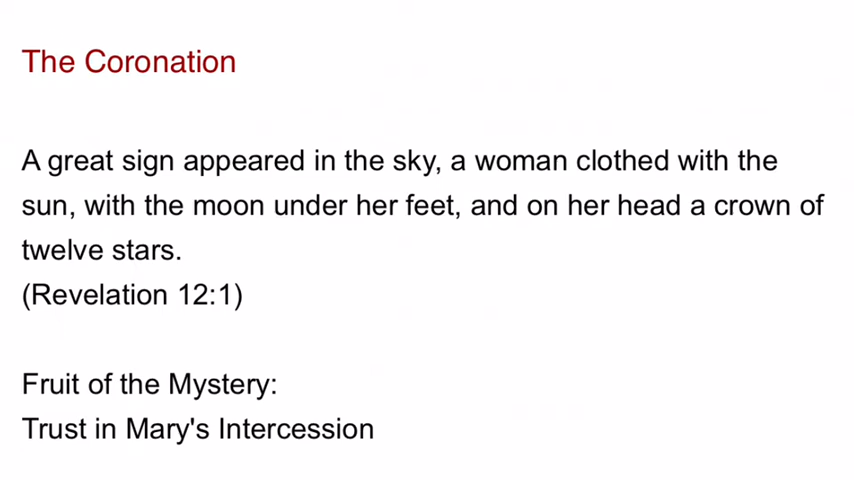 The Coronation
A great sign appeared in the sky, a woman clothed with the
sun, with the moon under her feet, and on her head a crown of
twelve stars.
(Revelation 12:1)
Fruit of the Mystery:
Trust in Mary's Intercession